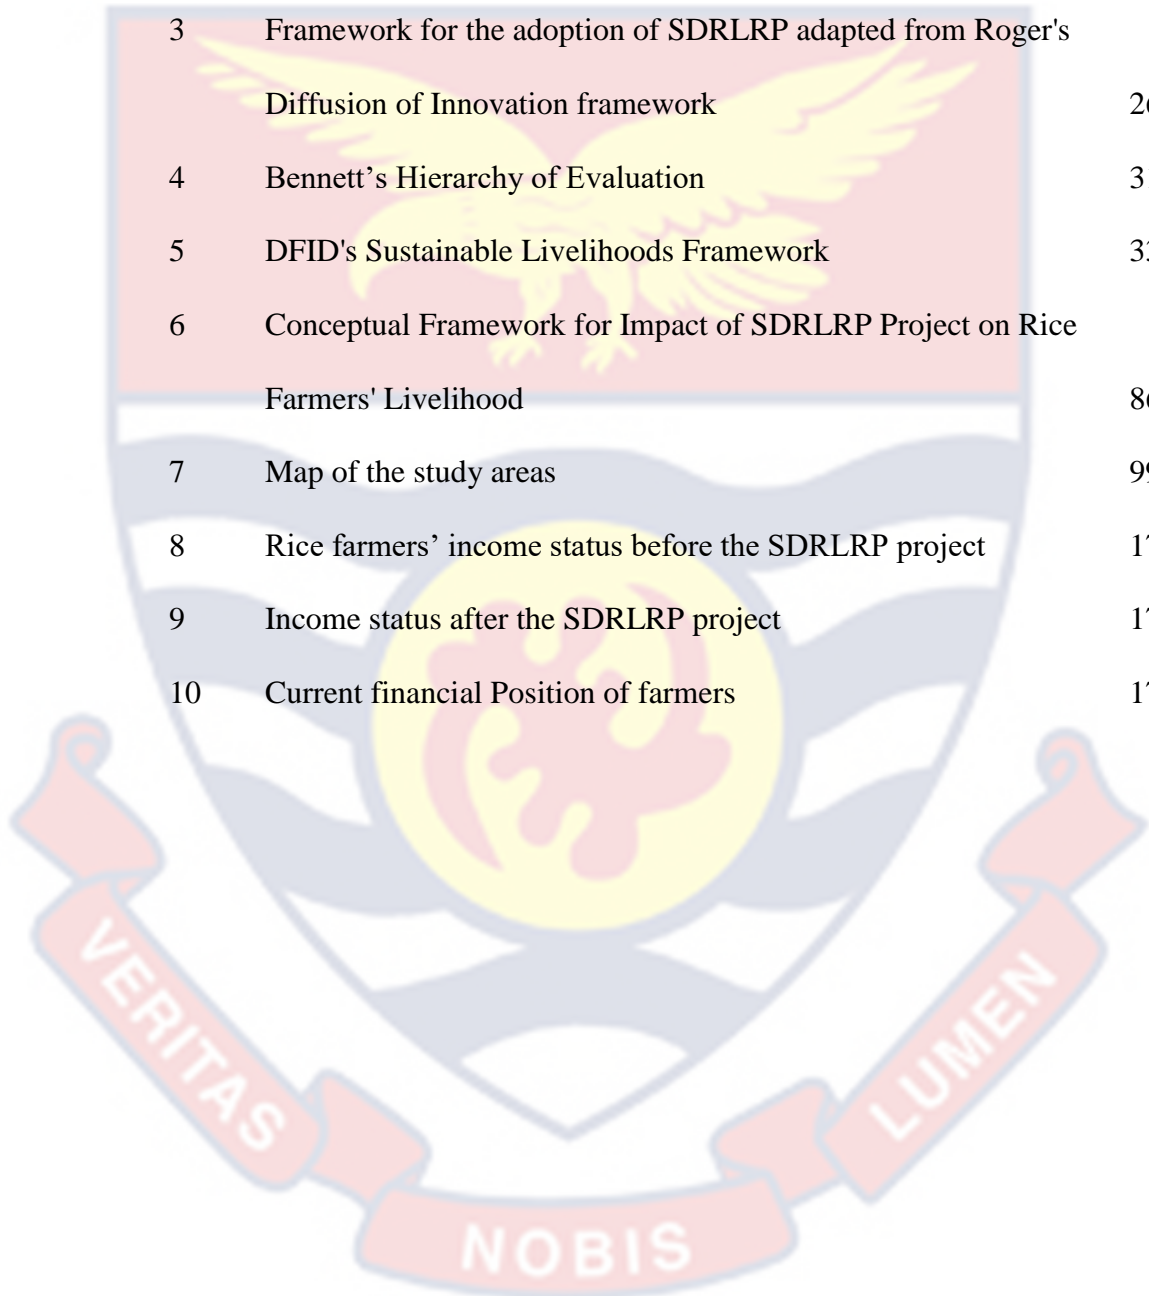 3 Framework for the adoption of SDRLRP adapted from Roger's
Diffusion of Innovation framework
4 Bennett’s Hierarchy of Evaluation
5 DFID's Sustainable Livelihoods Framework
6 Conceptual Framework for Impact of SDRLRP Project on Rice
Farmers' Livelihood
7 Map of the study areas
8 Rice farmers’ income status before the SDRLRP project
9 Income status after the SDRLRP project
10 Current financial Position of farmers
VERITAS
NOBIS
LUMEN